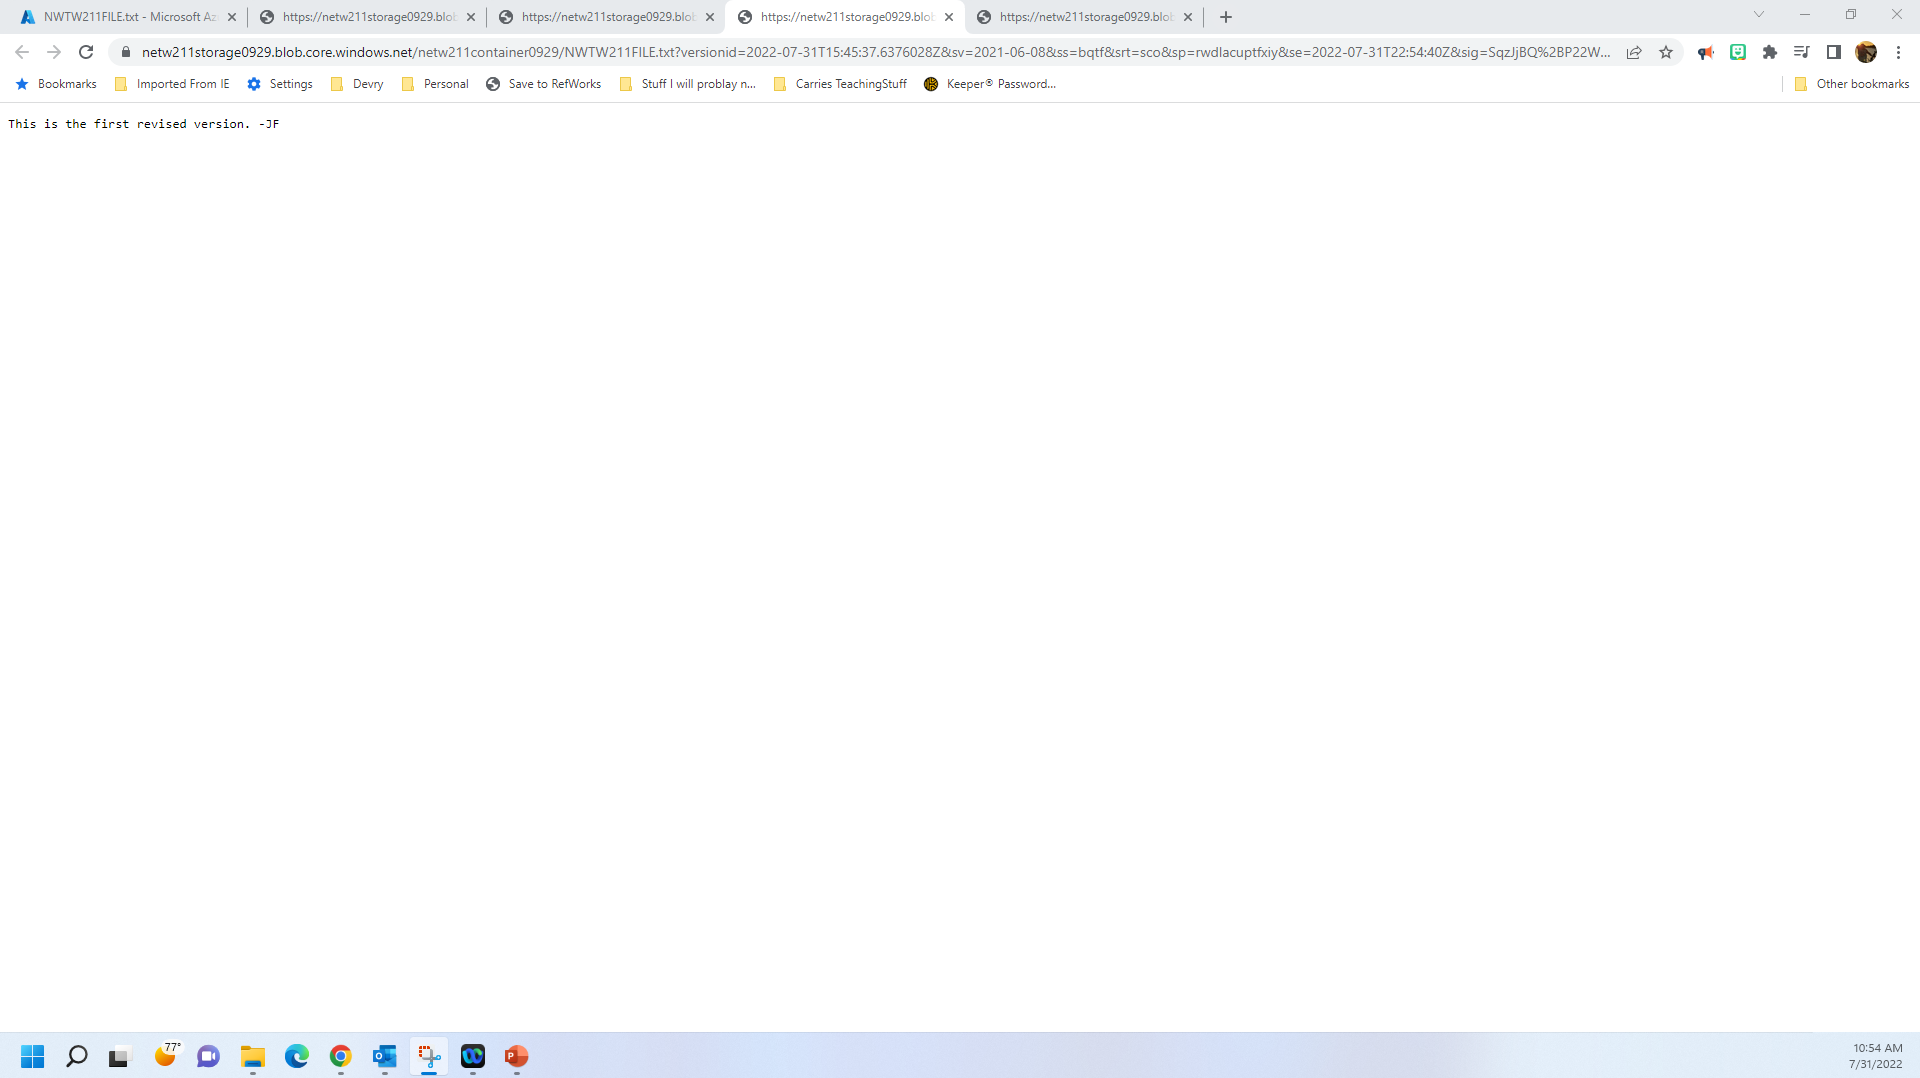 NWTW211FILE.txt - Microsoft Az
https://netw211storage0929.blob
https://netw211storage0929.blob
https://netw211storage0929.blob
https://netw211storage0929.blob
netw211storage0929.blob.core.windows.net/netw211container0929/NWTW211FILE.txt?versionid=2022-07-31T15:45:37.6376028Z&sv=2021-06-08&ss=bqtf&srt=sco&sp=rwdlacuptfxiy&se=2022-07-31T22:54:40Z&sig=SqzJjBQ%2BP22W...
Bookmarks
Imported From IE
Settings
Devry
Personal
Save to RefWorks
Stuff I will problay n...
Carries TeachingStuff
Keeper® Password...
Other bookmarks
This is the first revised version. -JF
77°
10:54 AM
7/31/2022